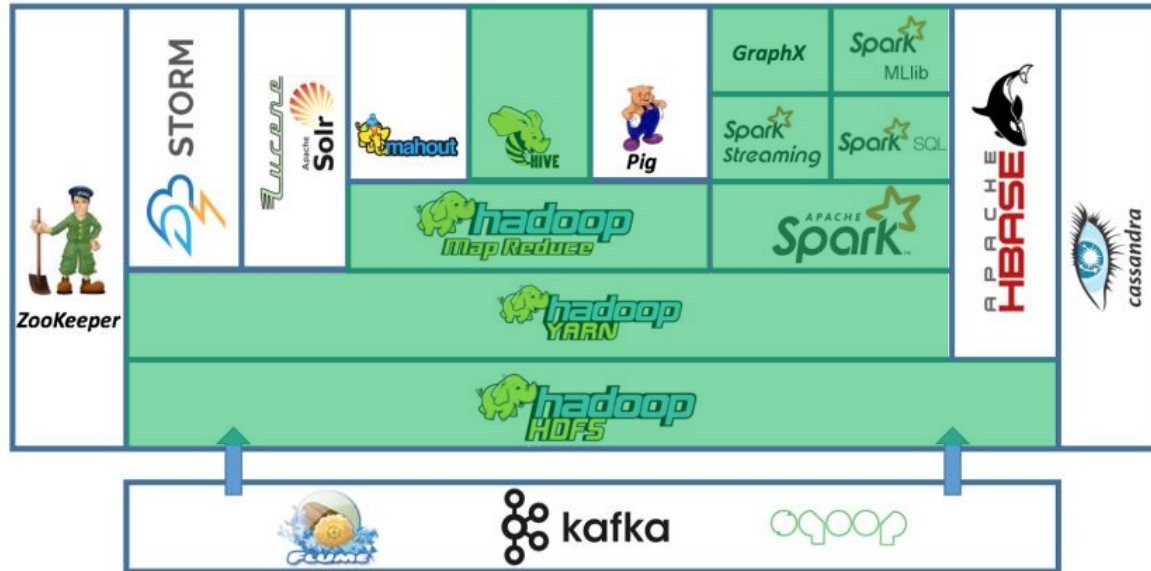 ZooKeeper
STORM
Lucene
Apache
Solr
mahout
HIVE
Pig
GraphX
Spark
MLlib
Spark
Streaming
Spark SQL
hadoop
Map Reduce
APACHE
Spark™
hadoop
YARN
hadoop
HDFS
APACHE
HBASE
cassandra
FLUME
kafka
sqoop